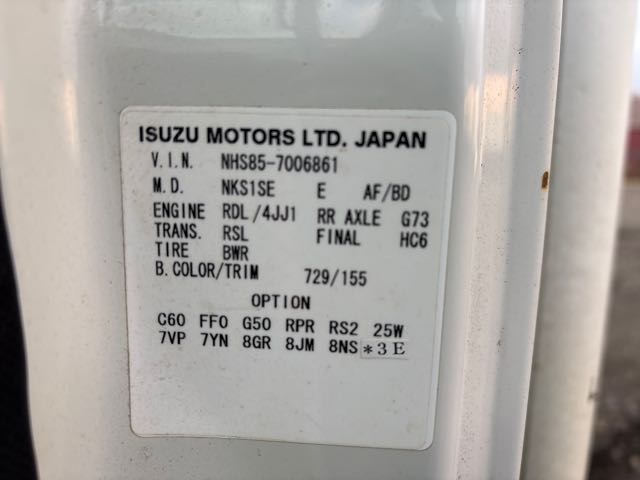 ISUZU MOTORS LTD. JAPAN
V.I.N. NHS85-7006861
M.D. NKS1SE E AF/BD
ENGINE RDL/4JJ1 RR AXLE G73
TRANS. RSL FINAL HC6
TIRE BWR
B.COLOR/TRIM 729/155
OPTION
C60 FF0 G50 RPR RS2 25W
7VP 7YN 8GR 8JM 8NS *3E